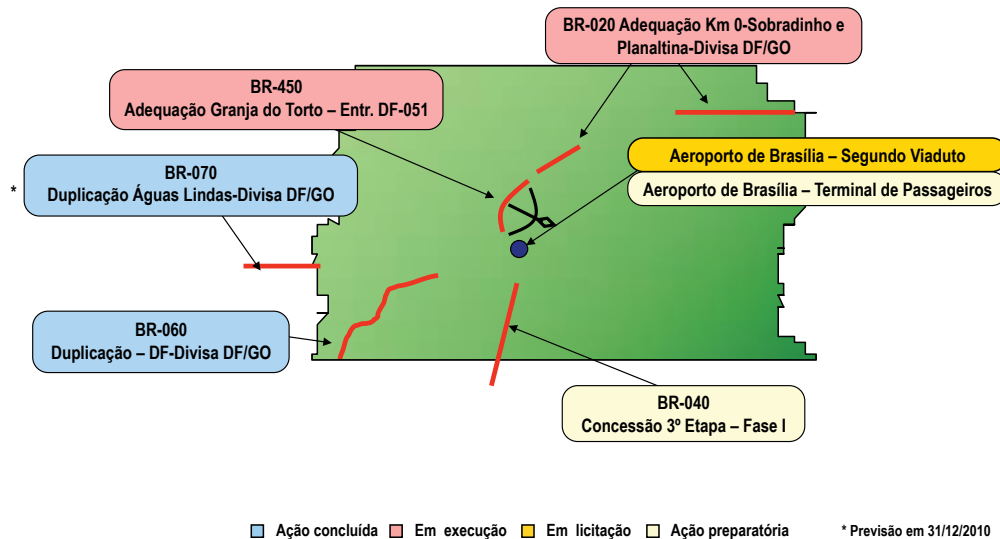 BR-020 Adequação Km 0-Sobradinho e
Planaltina-Divisa DF/GO
BR-450
Adequação Granja do Torto – Entr. DF-051
Aeroporto de Brasília – Segundo Viaduto
* BR-070
Duplicação Águas Lindas-Divisa DF/GO
Aeroporto de Brasília – Terminal de Passageiros
BR-060
Duplicação – DF-Divisa DF/GO
BR-040
Concessão 3º Etapa – Fase I
Ação concluída Em execução Em licitação Ação preparatória * Previsão em 31/12/2010